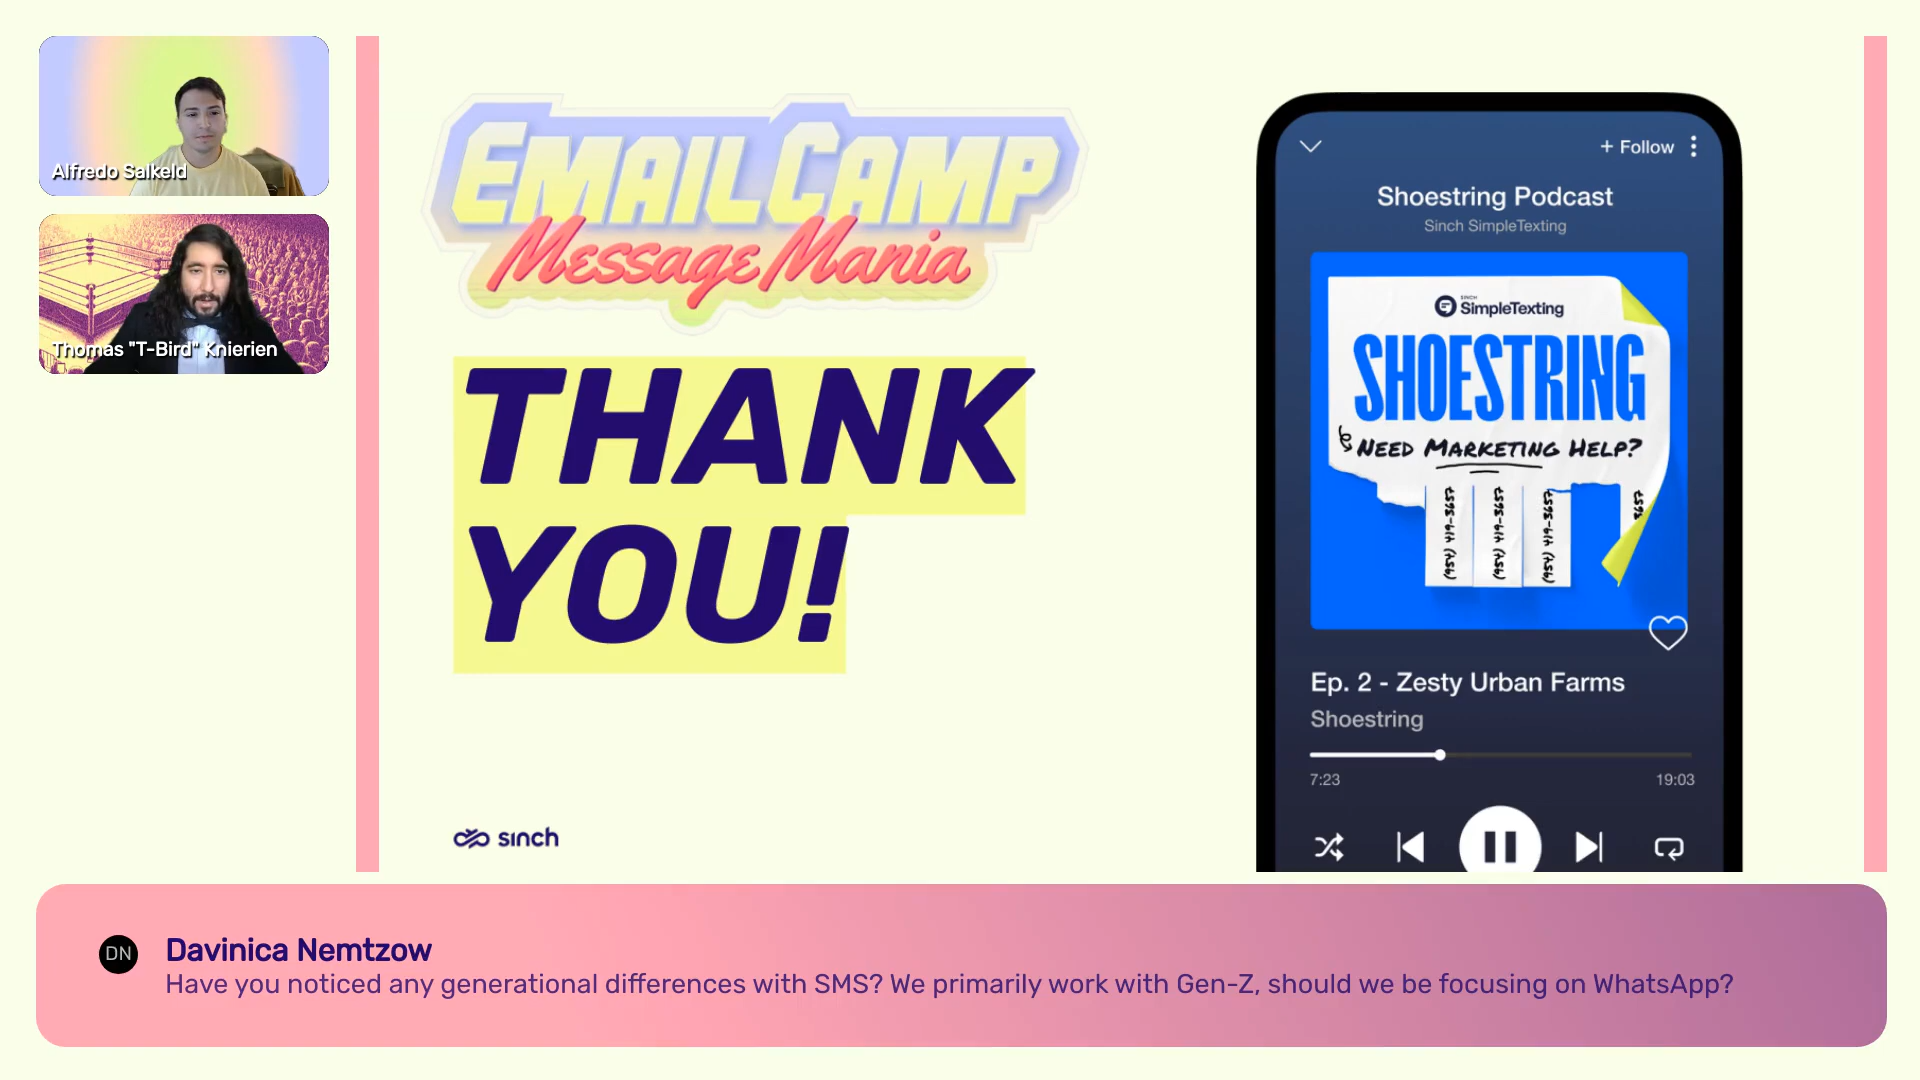 Alfredo Salkeld
Thomas "T-Bird" Knierien
EMAILCAMP
Message Mania
THANK
YOU!
sinch
+ Follow
Shoestring Podcast
Sinch SimpleTexting
SINCH
SimpleTexting
SHOESTRING
NEED MARKETING HELP?
Ep. 2 - Zesty Urban Farms
Shoestring
7:23
19:03
DN
Davinica Nemtzow
Have you noticed any generational differences with SMS? We primarily work with Gen-Z, should we be focusing on WhatsApp?